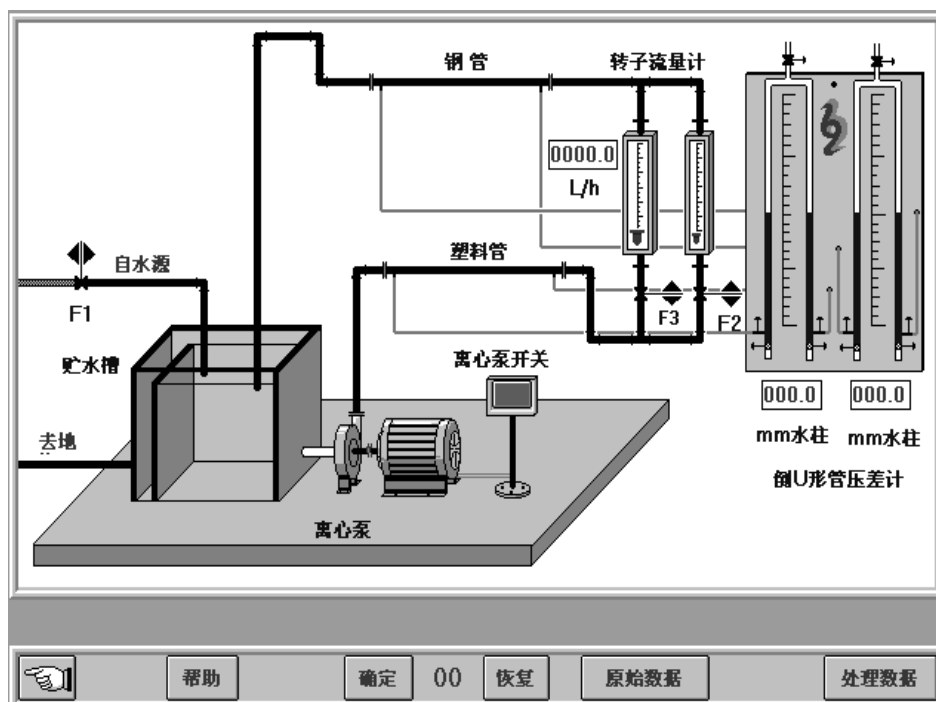 钢管
转子流量计
0000.0
L/h
自水源
塑料管
F1
F3
F2
贮水槽
离心泵开关
000.0
000.0
mm水柱
mm水柱
去地
倒U形管压差计
离心泵
帮助
确定
00
恢复
原始数据
处理数据